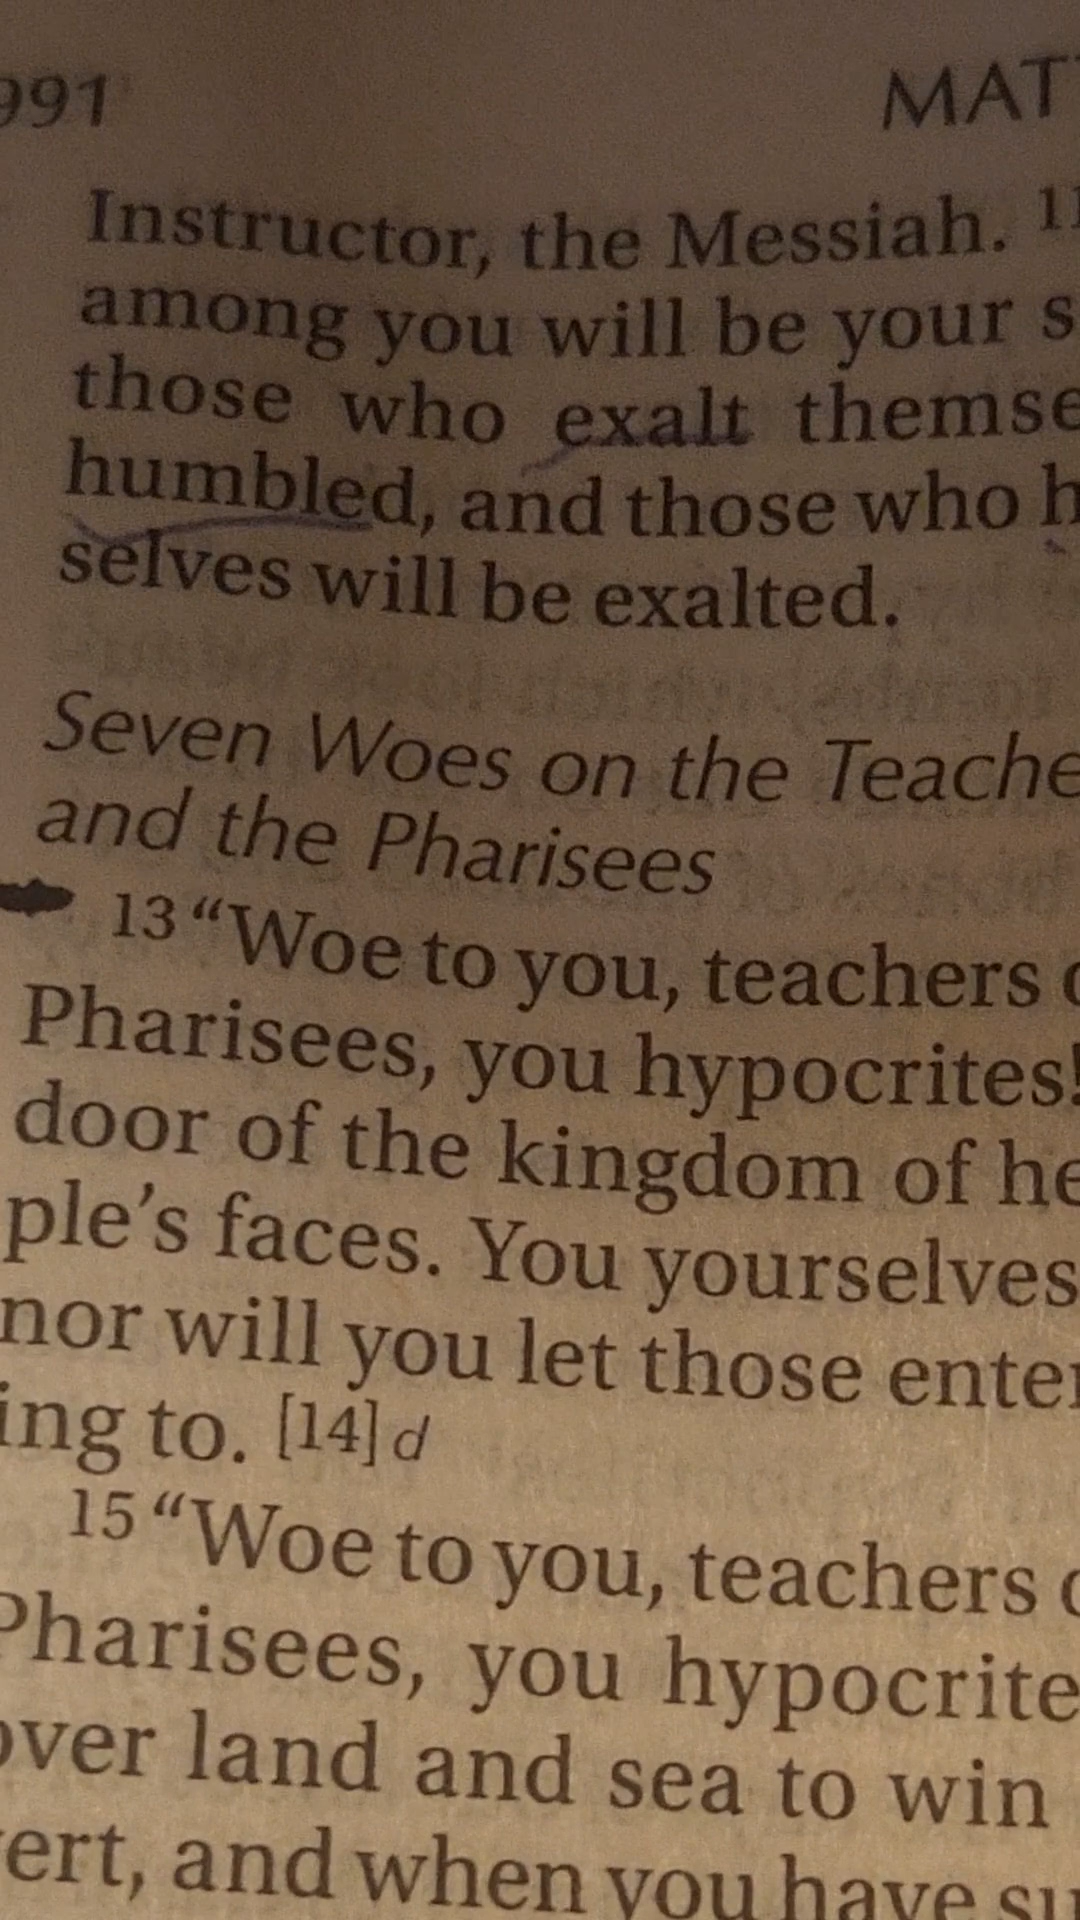 991
MAT
Instructor, the Messiah. 11
among you will be your s
those who exalt themse
humbled, and those who h
selves will be exalted.
Seven Woes on the Teache
and the Pharisees
13 “Woe to you, teachers o
Pharisees, you hypocrites!
door of the kingdom of he
ple’s faces. You yourselves
nor will you let those enter
ing to. [14] d
15 “Woe to you, teachers o
Pharisees, you hypocrite
over land and sea to win
ert, and when you have su